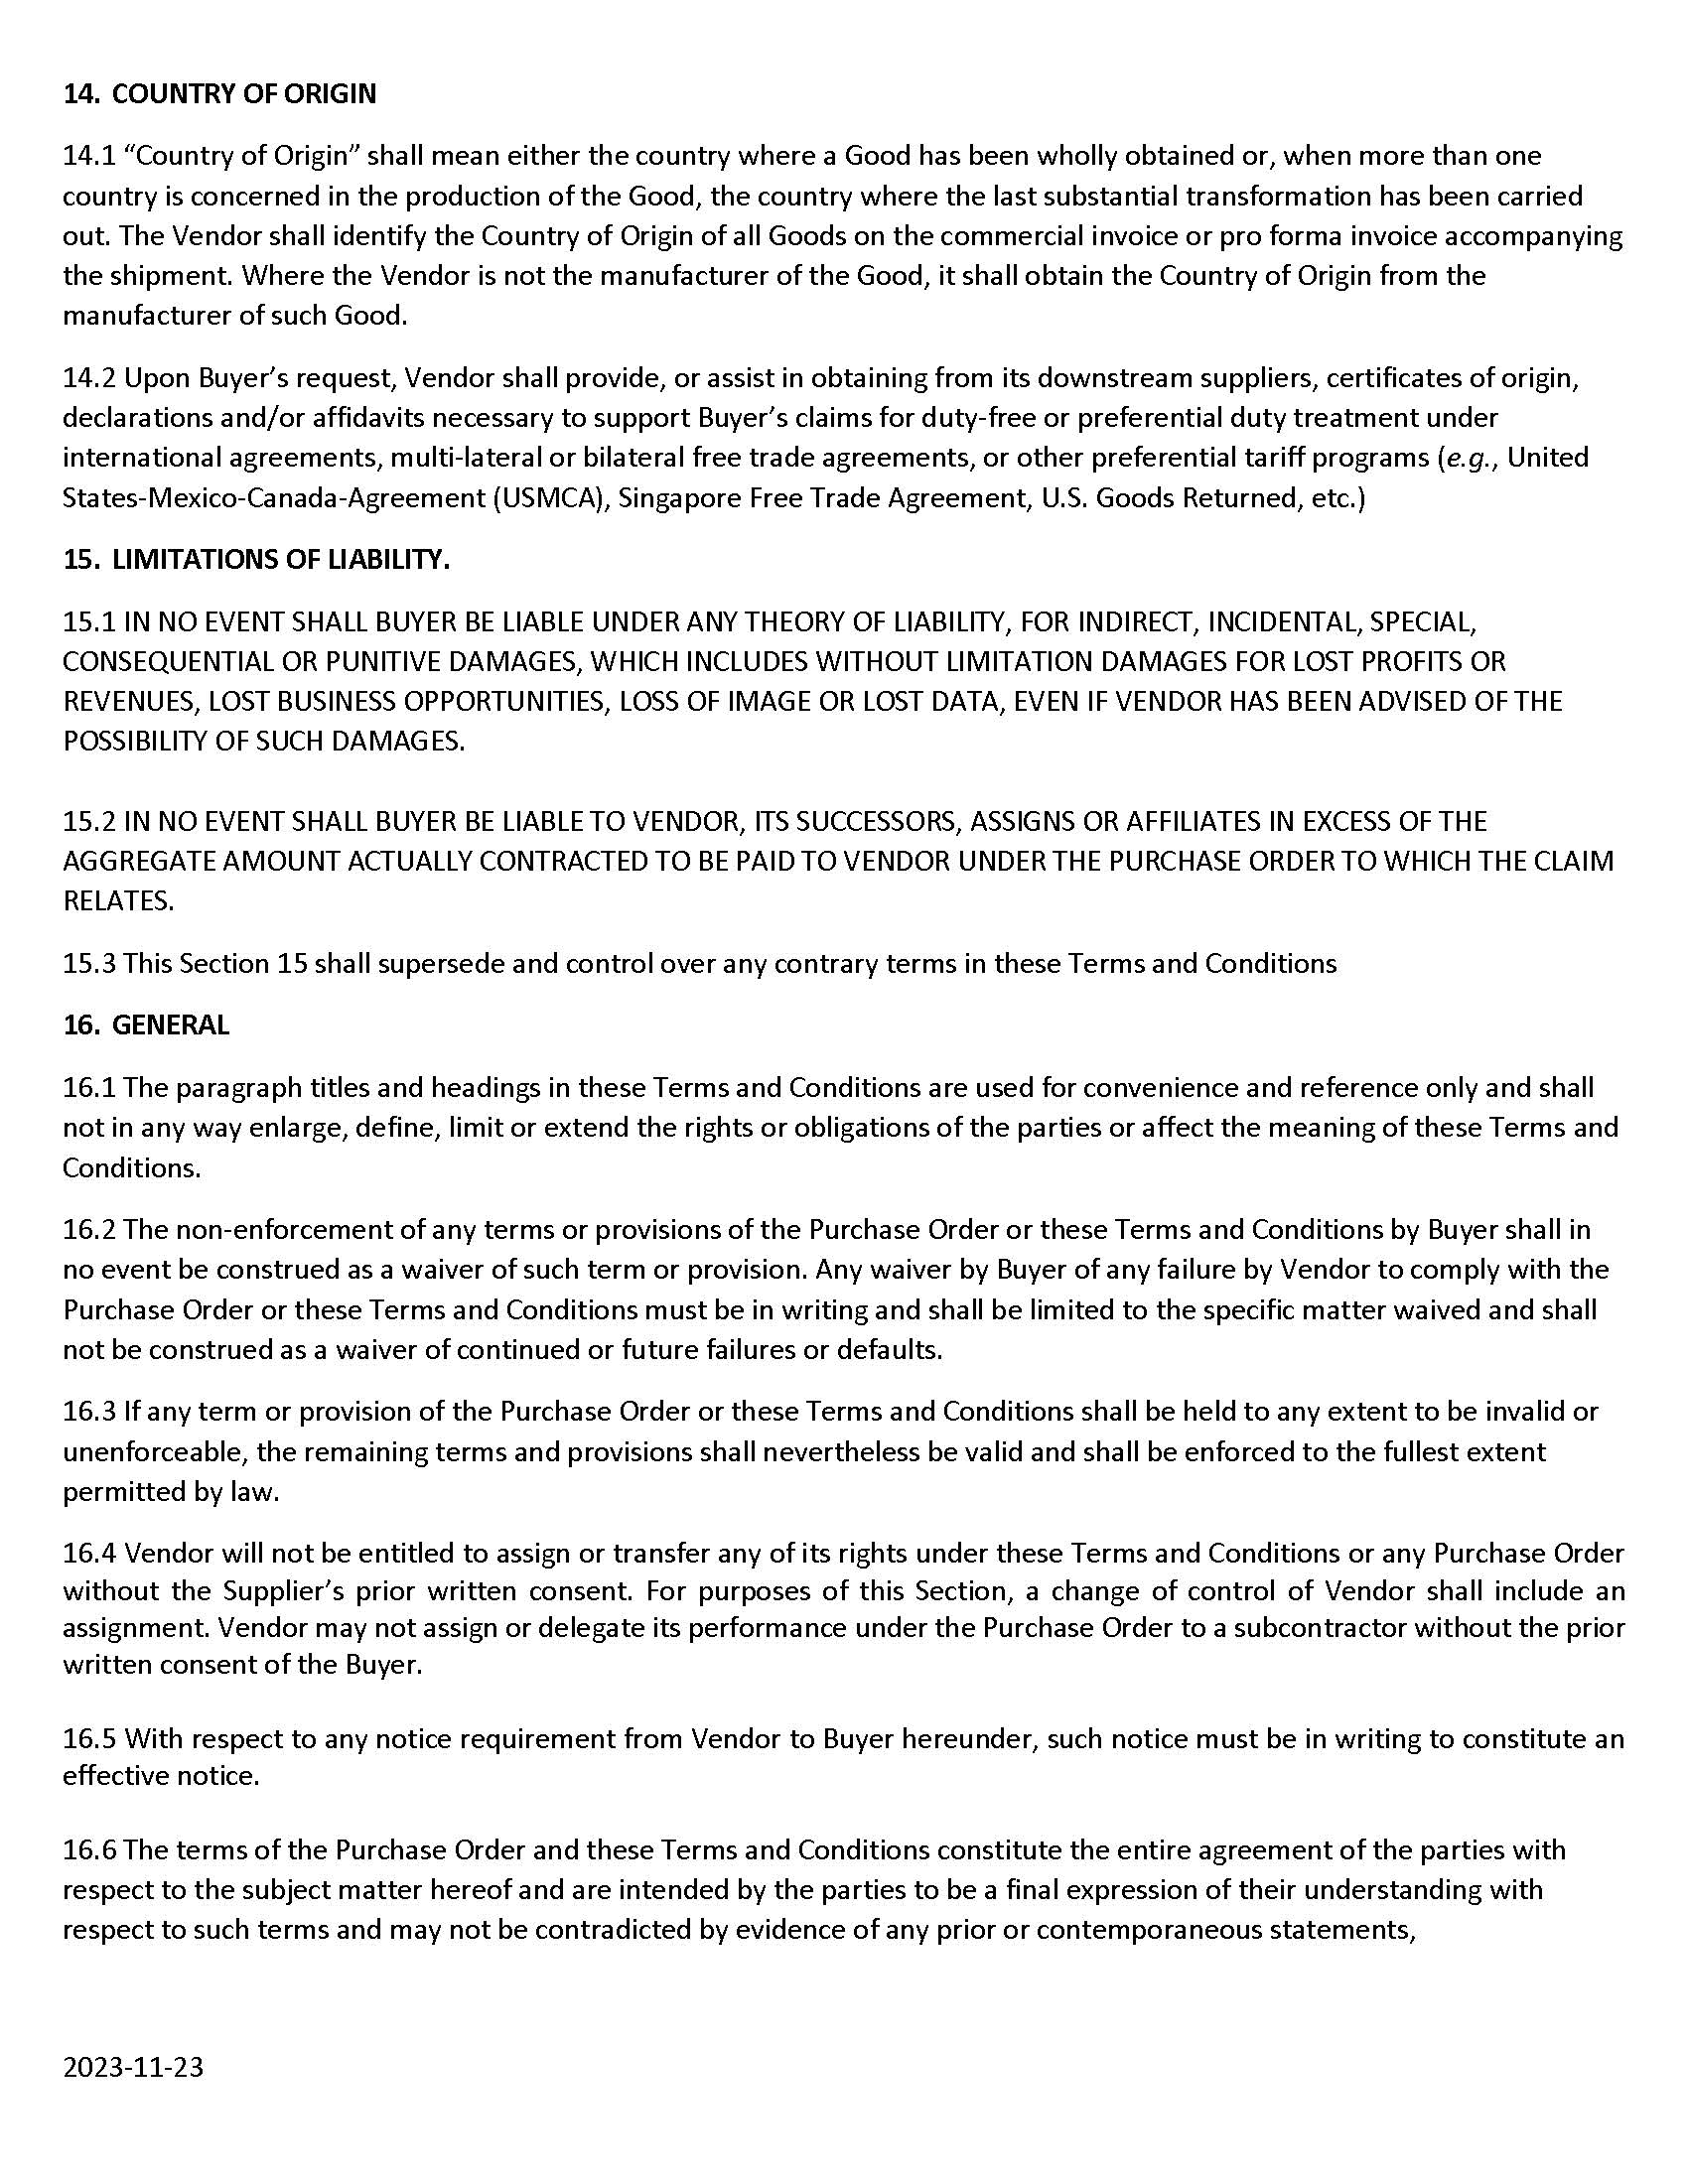 14. COUNTRY OF ORIGIN
14.1 “Country of Origin” shall mean either the country where a Good has been wholly obtained or, when more than one
country is concerned in the production of the Good, the country where the last substantial transformation has been carried
out. The Vendor shall identify the Country of Origin of all Goods on the commercial invoice or pro forma invoice accompanying
the shipment. Where the Vendor is not the manufacturer of the Good, it shall obtain the Country of Origin from the
manufacturer of such Good.
14.2 Upon Buyer’s request, Vendor shall provide, or assist in obtaining from its downstream suppliers, certificates of origin,
declarations and/or affidavits necessary to support Buyer’s claims for duty-free or preferential duty treatment under
international agreements, multi-lateral or bilateral free trade agreements, or other preferential tariff programs (e.g., United
States-Mexico-Canada-Agreement (USMCA), Singapore Free Trade Agreement, U.S. Goods Returned, etc.)
15. LIMITATIONS OF LIABILITY.
15.1 IN NO EVENT SHALL BUYER BE LIABLE UNDER ANY THEORY OF LIABILITY, FOR INDIRECT, INCIDENTAL, SPECIAL,
CONSEQUENTIAL OR PUNITIVE DAMAGES, WHICH INCLUDES WITHOUT LIMITATION DAMAGES FOR LOST PROFITS OR
REVENUES, LOST BUSINESS OPPORTUNITIES, LOSS OF IMAGE OR LOST DATA, EVEN IF VENDOR HAS BEEN ADVISED OF THE
POSSIBILITY OF SUCH DAMAGES.
15.2 IN NO EVENT SHALL BUYER BE LIABLE TO VENDOR, ITS SUCCESSORS, ASSIGNS OR AFFILIATES IN EXCESS OF THE
AGGREGATE AMOUNT ACTUALLY CONTRACTED TO BE PAID TO VENDOR UNDER THE PURCHASE ORDER TO WHICH THE CLAIM
RELATES.
15.3 This Section 15 shall supersede and control over any contrary terms in these Terms and Conditions
16. GENERAL
16.1 The paragraph titles and headings in these Terms and Conditions are used for convenience and reference only and shall
not in any way enlarge, define, limit or extend the rights or obligations of the parties or affect the meaning of these Terms and
Conditions.
16.2 The non-enforcement of any terms or provisions of the Purchase Order or these Terms and Conditions by Buyer shall in
no event be construed as a waiver of such term or provision. Any waiver by Buyer of any failure by Vendor to comply with the
Purchase Order or these Terms and Conditions must be in writing and shall be limited to the specific matter waived and shall
not be construed as a waiver of continued or future failures or defaults.
16.3 If any term or provision of the Purchase Order or these Terms and Conditions shall be held to any extent to be invalid or
unenforceable, the remaining terms and provisions shall nevertheless be valid and shall be enforced to the fullest extent
permitted by law.
16.4 Vendor will not be entitled to assign or transfer any of its rights under these Terms and Conditions or any Purchase Order
without the Supplier’s prior written consent. For purposes of this Section, a change of control of Vendor shall include an
assignment. Vendor may not assign or delegate its performance under the Purchase Order to a subcontractor without the prior
written consent of the Buyer.
16.5 With respect to any notice requirement from Vendor to Buyer hereunder, such notice must be in writing to constitute an
effective notice.
16.6 The terms of the Purchase Order and these Terms and Conditions constitute the entire agreement of the parties with
respect to the subject matter hereof and are intended by the parties to be a final expression of their understanding with
respect to such terms and may not be contradicted by evidence of any prior or contemporaneous statements,
2023-11-23